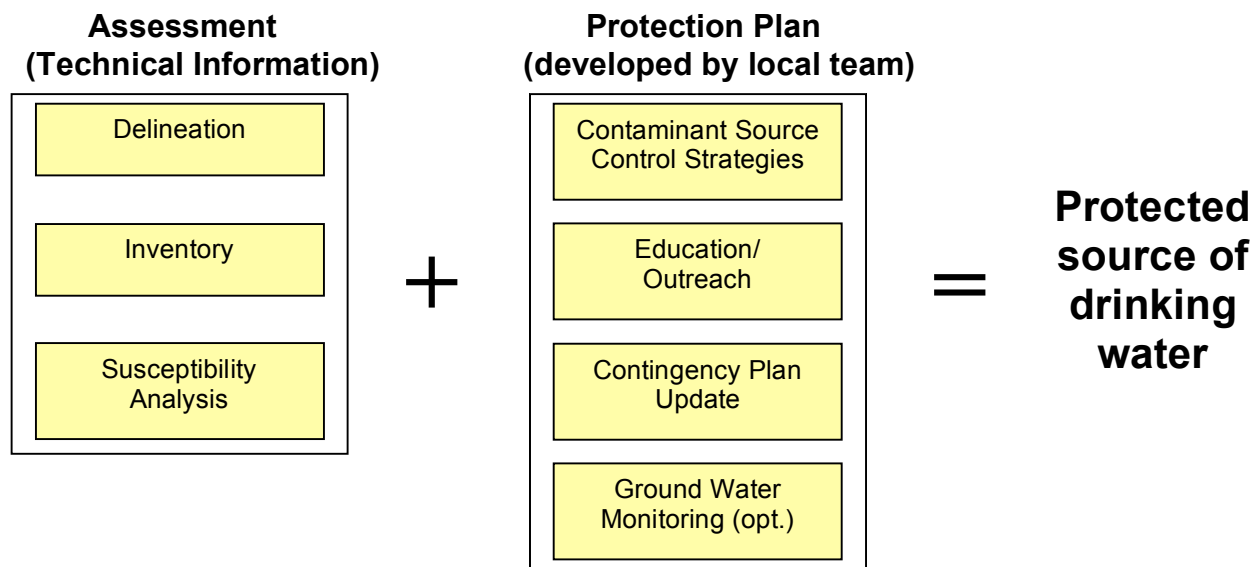 Assessment
(Technical Information)
Delineation
Inventory
Susceptibility
Analysis
+
Protection Plan
(developed by local team)
Contaminant Source
Control Strategies
Education/
Outreach
Contingency Plan
Update
Ground Water
Monitoring (opt.)
=
Protected
source of
drinking
water